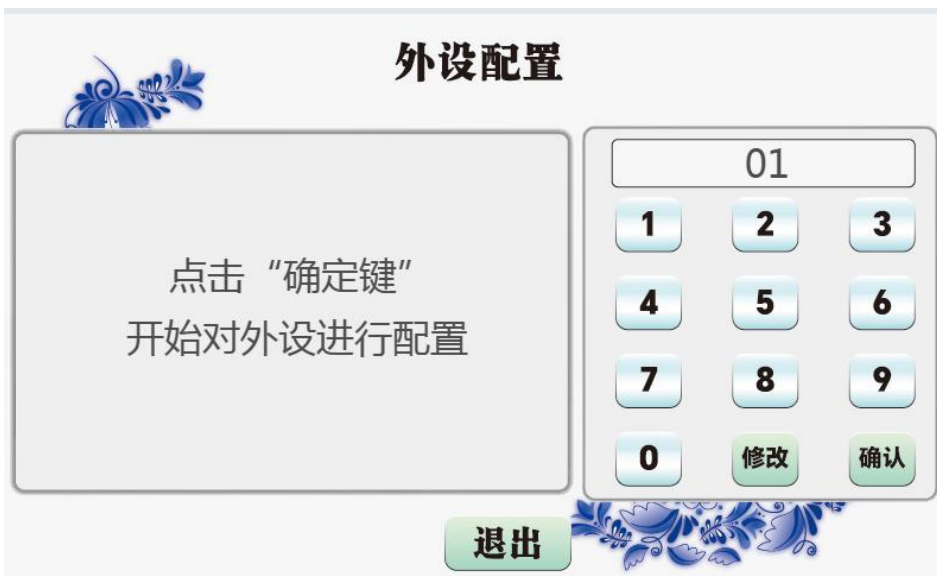 外设配置
点击“确定键”
开始对外设进行配置
01
1 2 3
4 5 6
7 8 9
0 修改 确认
退出